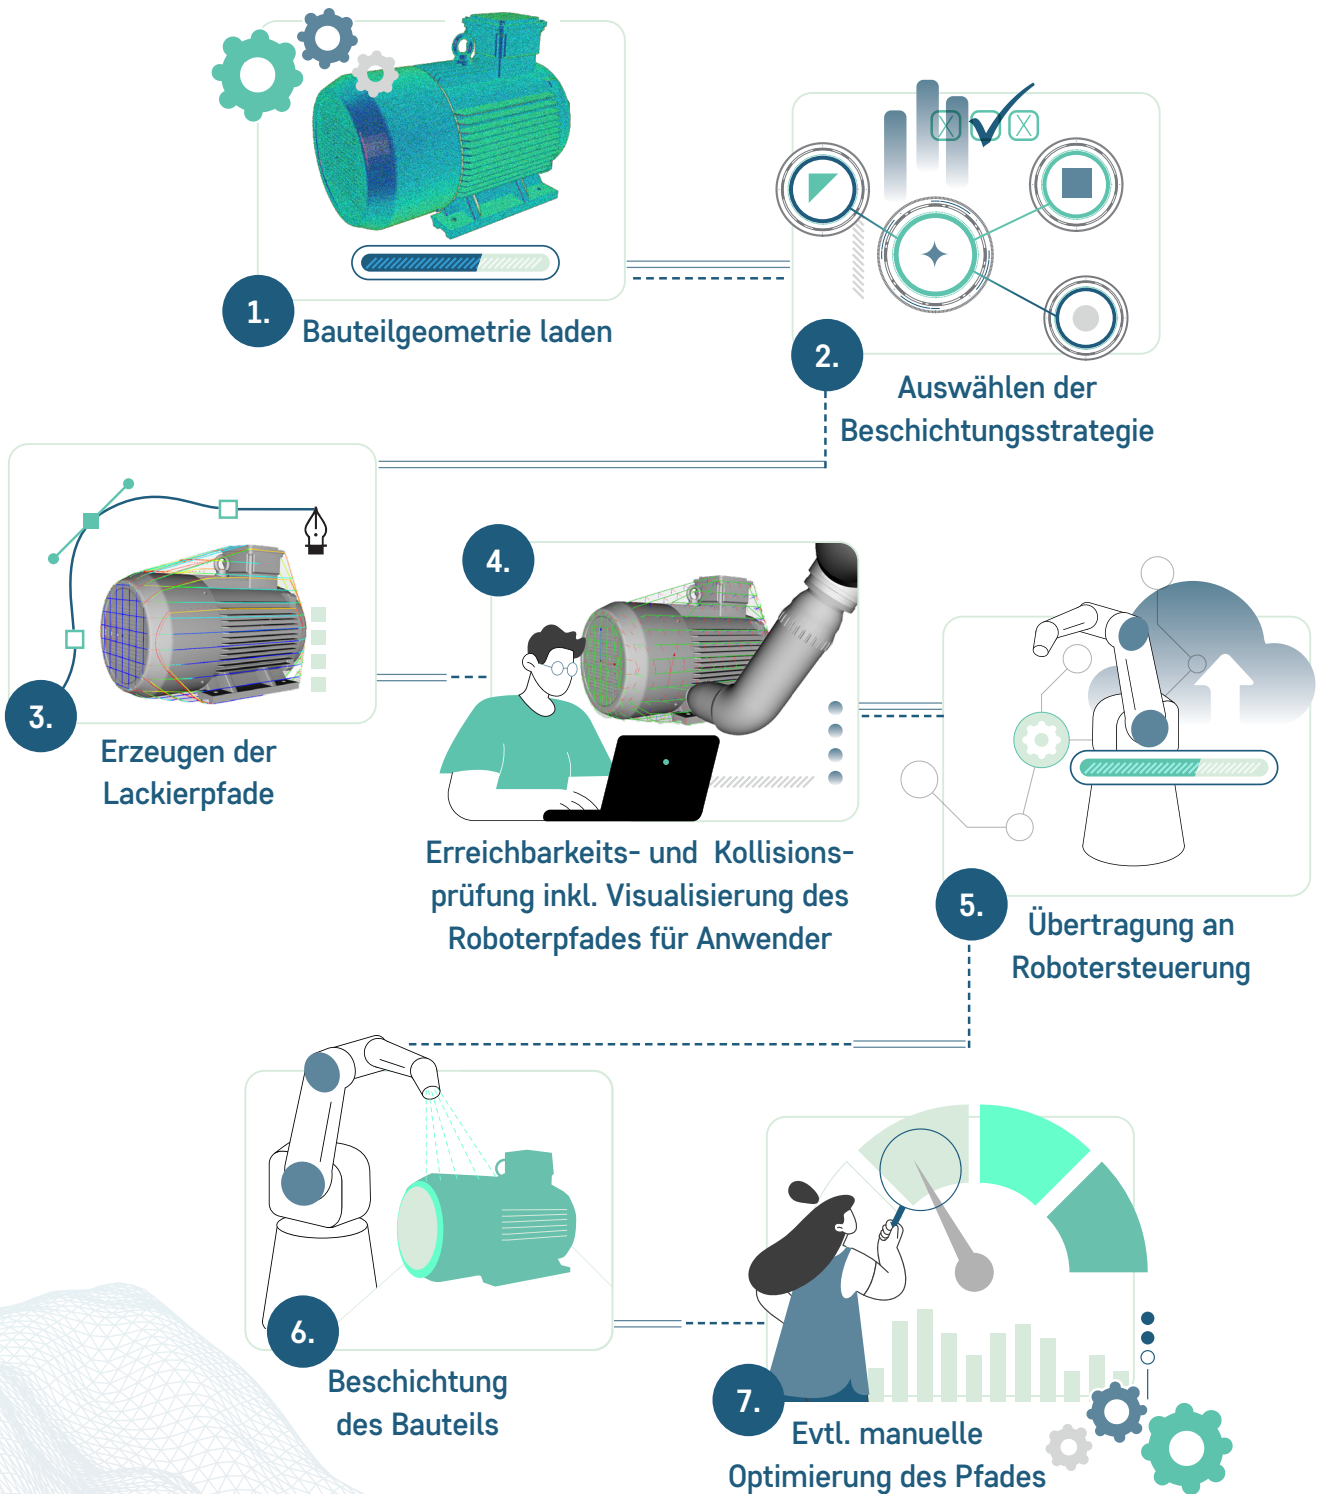 1.
Bauteilgeometrie laden
2.
Auswählen der
Beschichtungsstrategie
3.
Erzeugen der
Lackierpfade
4.
Erreichbarkeits- und Kollisions-
prüfung inkl. Visualisierung des
Roboterpfades für Anwender
5.
Übertragung an
Robotersteuerung
6.
Beschichtung
des Bauteils
7.
Evtl. manuelle
Optimierung des Pfades